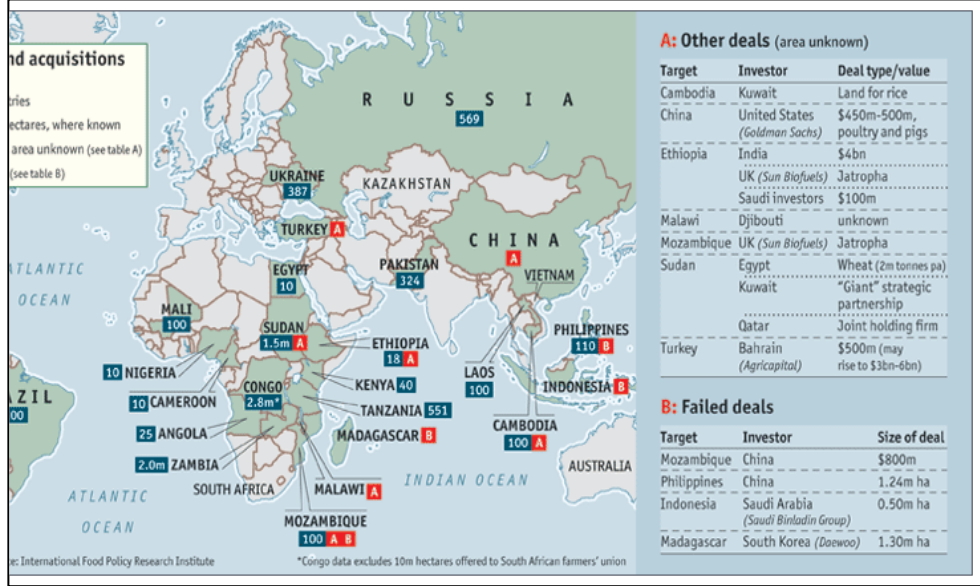 nd acquisitions
tries
ectares, where known
area unknown (see table A)
(see table B)
RUSSIA
569
UKRAINE
387
KAZAKHSTAN
TURKEY A
CHINA
A
ATLANTIC
OCEAN
EGYPT
10
PAKISTAN
324
VIETNAM
MALI
100
SUDAN
1.5m A
ETHIOPIA
18 A
PHILIPPINES
110 B
10 NIGERIA
CONGO
2.8m*
KENYA 40
LAOS
100
INDONESIA B
AZIL
00
10 CAMEROON
TANZANIA 551
CAMBODIA
100 A
25 ANGOLA
MADAGASCAR B
2.0m ZAMBIA
AUSTRALIA
SOUTH AFRICA
MALAWI A
INDIAN OCEAN
ATLANTIC
OCEAN
MOZAMBIQUE
100 A B
e: International Food Policy Research Institute
*Congo data excludes 10m hectares offered to South African farmers' union
A: Other deals (area unknown)
Target Investor Deal type/value
Cambodia Kuwait Land for rice
China United States $450m-500m,
(Goldman Sachs) poultry and pigs
Ethiopia India $4bn
UK (Sun Biofuels) Jatropha
Saudi investors $100m
Malawi Djibouti unknown
Mozambique UK (Sun Biofuels) Jatropha
Sudan Egypt Wheat (2m tonnes pa)
Kuwait "Giant" strategic
partnership
Qatar Joint holding firm
Turkey Bahrain $500m (may
(Agricapital) rise to $3bn-6bn)
B: Failed deals
Target Investor Size of deal
Mozambique China $800m
Philippines China 1.24m ha
Indonesia Saudi Arabia 0.50m ha
(Saudi Binladin Group)
Madagascar South Korea (Daewoo) 1.30m ha